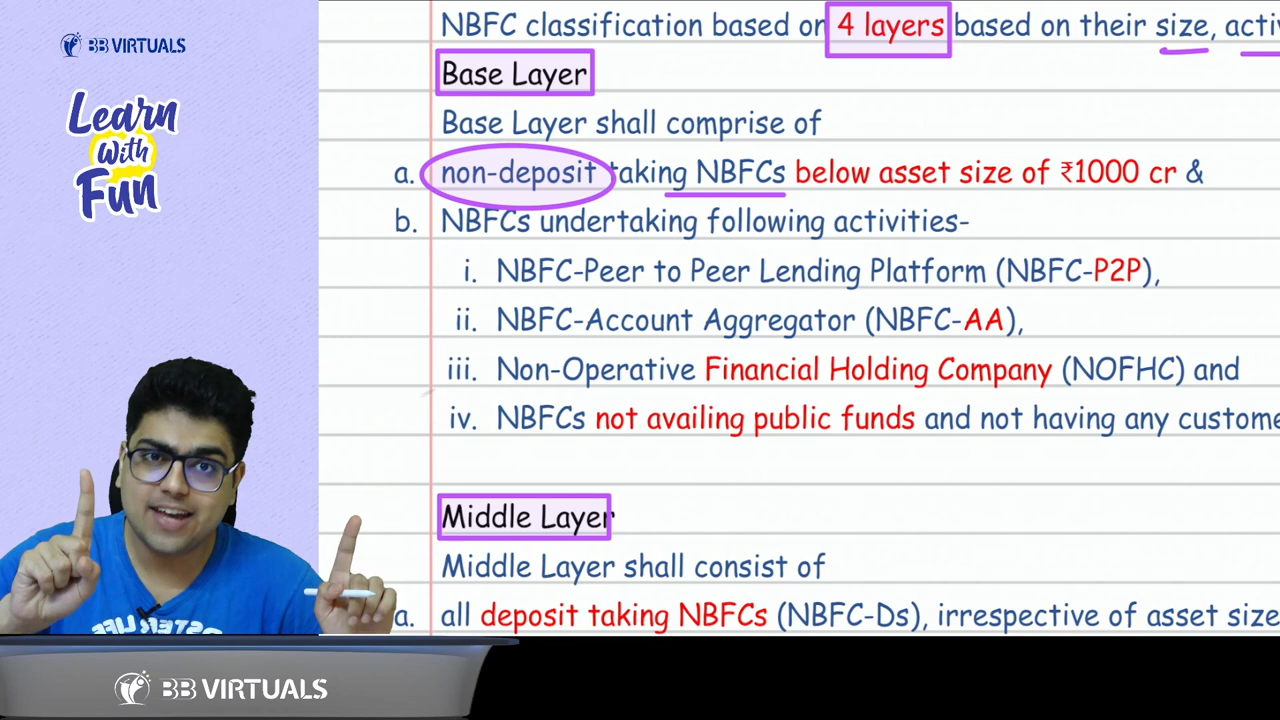 BB VIRTUALS
Learn
With
Fun
NBFC classification based on 4 layers based on their size, activ
Base Layer
Base Layer shall comprise of
a. non-deposit taking NBFCs below asset size of ₹1000 cr &
b. NBFCs undertaking following activities-
i. NBFC-Peer to Peer Lending Platform (NBFC-P2P),
ii. NBFC-Account Aggregator (NBFC-AA),
iii. Non-Operative Financial Holding Company (NOFHC) and
iv. NBFCs not availing public funds and not having any custome
Middle Layer
Middle Layer shall consist of
a. all deposit taking NBFCs (NBFC-Ds), irrespective of asset size
BB VIRTUALS